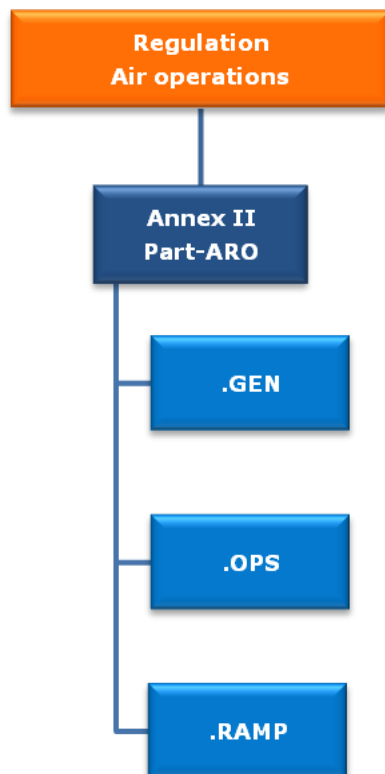 Regulation
Air operations
Annex II
Part-ARO
.GEN
.OPS
.RAMP